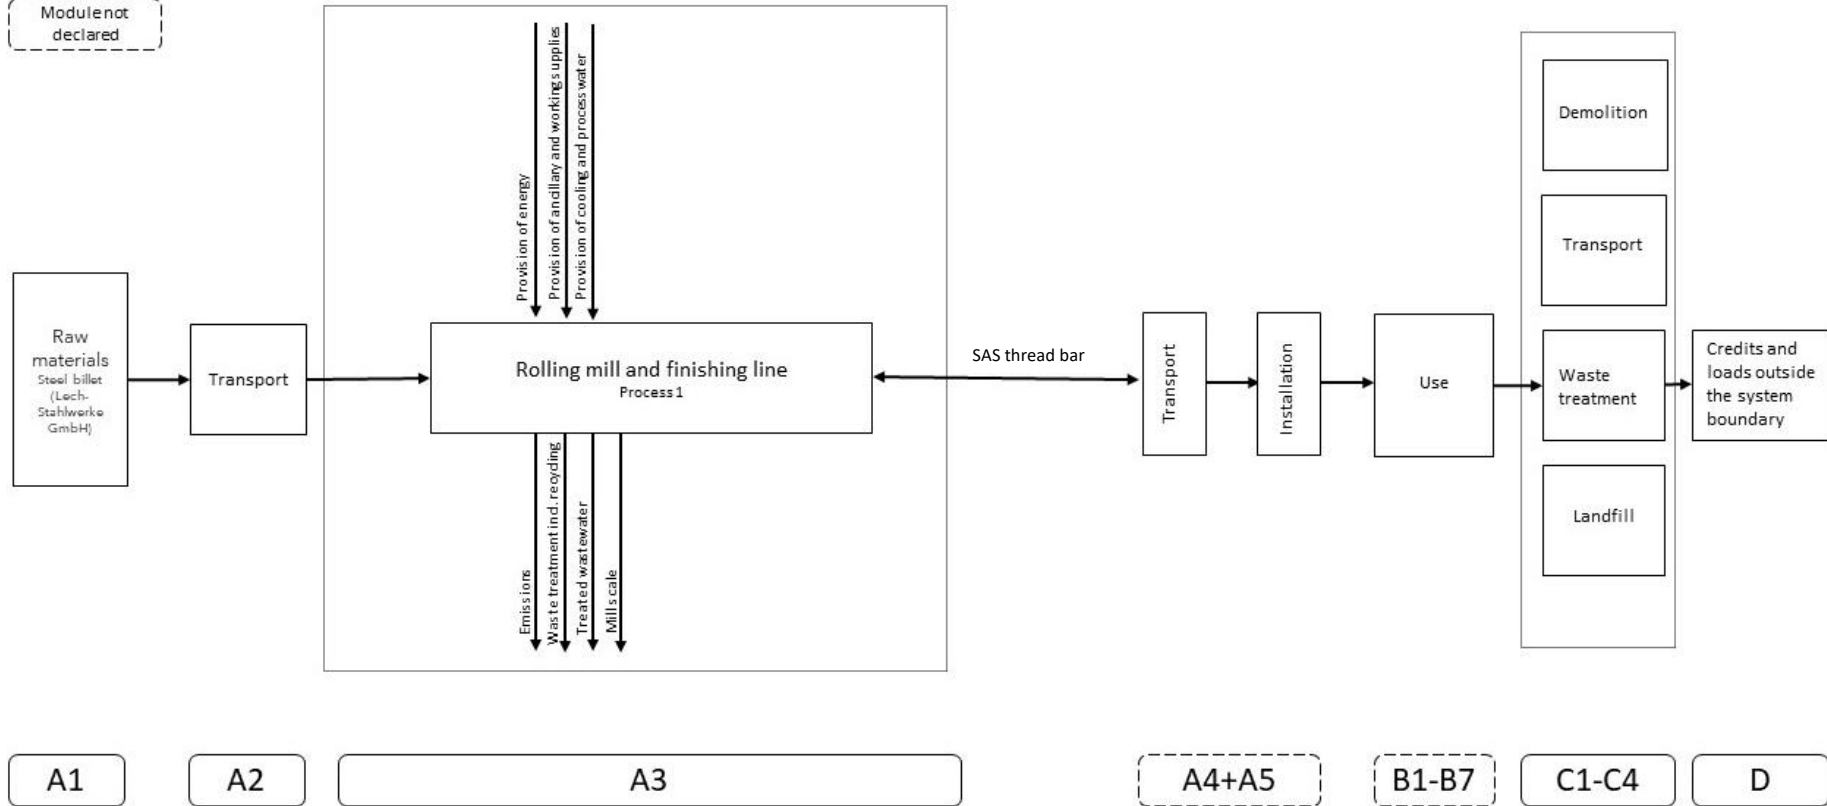 Module not
declared
Provision of energy
Provision of ancillary and working supplies
Provision of cooling and process water
Raw
materials
Steel billet
(Lech-
Stahlwerke
GmbH)
Transport
Rolling mill and finishing line
Process 1
SAS thread bar
Transport
Installation
Use
Demolition
Transport
Waste
treatment
Landfill
Credits and
loads outside
the system
boundary
Emissions
Waste treatment incl. recycling
Treated wastewater
Mill scale
A1
A2
A3
A4+A5
B1-B7
C1-C4
D